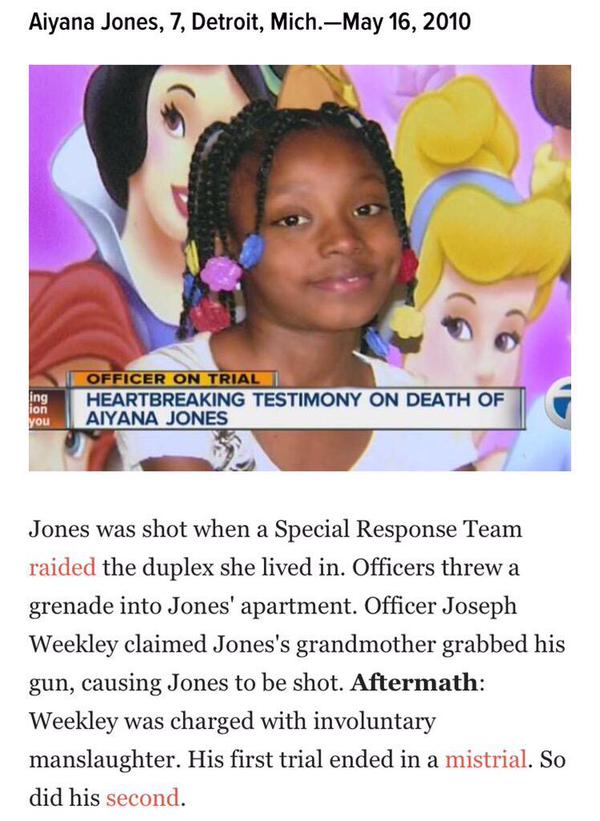 Aiyana Jones, 7, Detroit, Mich.—May 16, 2010
OFFICER ON TRIAL
ing
ion
you
HEARTBREAKING TESTIMONY ON DEATH OF
AIYANA JONES
7
Jones was shot when a Special Response Team
raided the duplex she lived in. Officers threw a
grenade into Jones' apartment. Officer Joseph
Weekley claimed Jones's grandmother grabbed his
gun, causing Jones to be shot. Aftermath:
Weekley was charged with involuntary
manslaughter. His first trial ended in a mistrial. So
did his second.